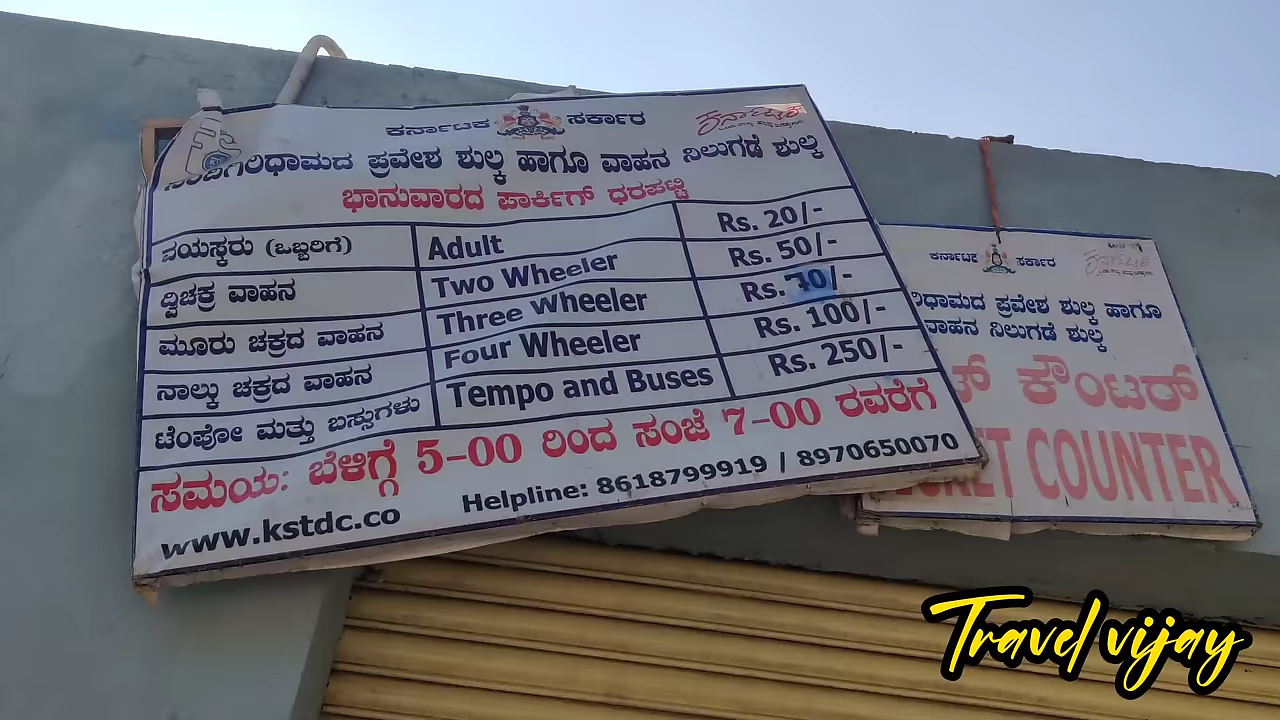 ಕರ್ನಾಟಕ ಸರ್ಕಾರ
ಕರ್ನಾಟಕ
ಪ್ರವೇಶ ಶುಲ್ಕ ಹಾಗೂ ವಾಹನ ನಿಲುಗಡೆ ಶುಲ್ಕ
ಭಾನುವಾರದ ಪಾರ್ಕಿಗ್ ಧರಪಟ್ಟಿ
ವಯಸ್ಕರು (ಒಬ್ಬರಿಗೆ) Adult Rs. 20/-
ದ್ವಿಚಕ್ರ ವಾಹನ Two Wheeler Rs. 50/-
ಮೂರು ಚಕ್ರದ ವಾಹನ Three Wheeler Rs. 70/-
ನಾಲ್ಕು ಚಕ್ರದ ವಾಹನ Four Wheeler Rs. 100/-
ಟೆಂಪೋ ಮತ್ತು ಬಸ್ಸುಗಳು Tempo and Buses Rs. 250/-
ಸಮಯ: ಬೆಳಿಗ್ಗೆ 5-00 ರಿಂದ ಸಂಜೆ 7-00 ರವರೆಗೆ
www.kstdc.co Helpline: 8618799919 / 8970650070
ಕರ್ನಾಟಕ ಸರ್ಕಾರ
ಪ್ರವೇಶ ಶುಲ್ಕ ಹಾಗೂ
ವಾಹನ ನಿಲುಗಡೆ ಶುಲ್ಕ
ಕೌಂಟರ್
COUNTER
Travel vijay